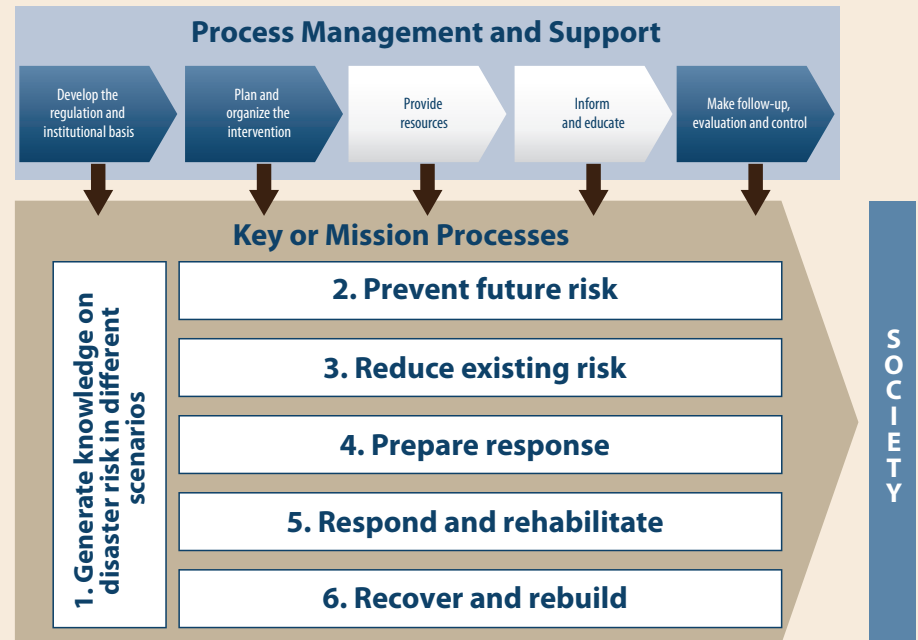 Process Management and Support
Develop the
regulation and
institutional basis
Plan and
organize the
intervention
Provide
resources
Inform
and educate
Make follow-up,
evaluation and control
Key or Mission Processes
1. Generate knowledge on
disaster risk in different
scenarios
2. Prevent future risk
3. Reduce existing risk
4. Prepare response
5. Respond and rehabilitate
6. Recover and rebuild
SOCIETY